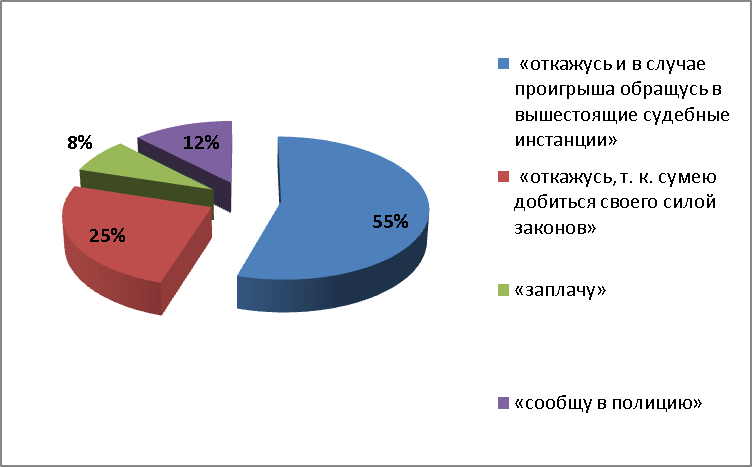 8%
12%
25%
55%
«откажусь и в случае
проигрыша обращусь в
вышестоящие судебные
инстанции»
«откажусь, т. к. сумею
добиться своего силой
законов»
«заплачу»
«сообщу в полицию»